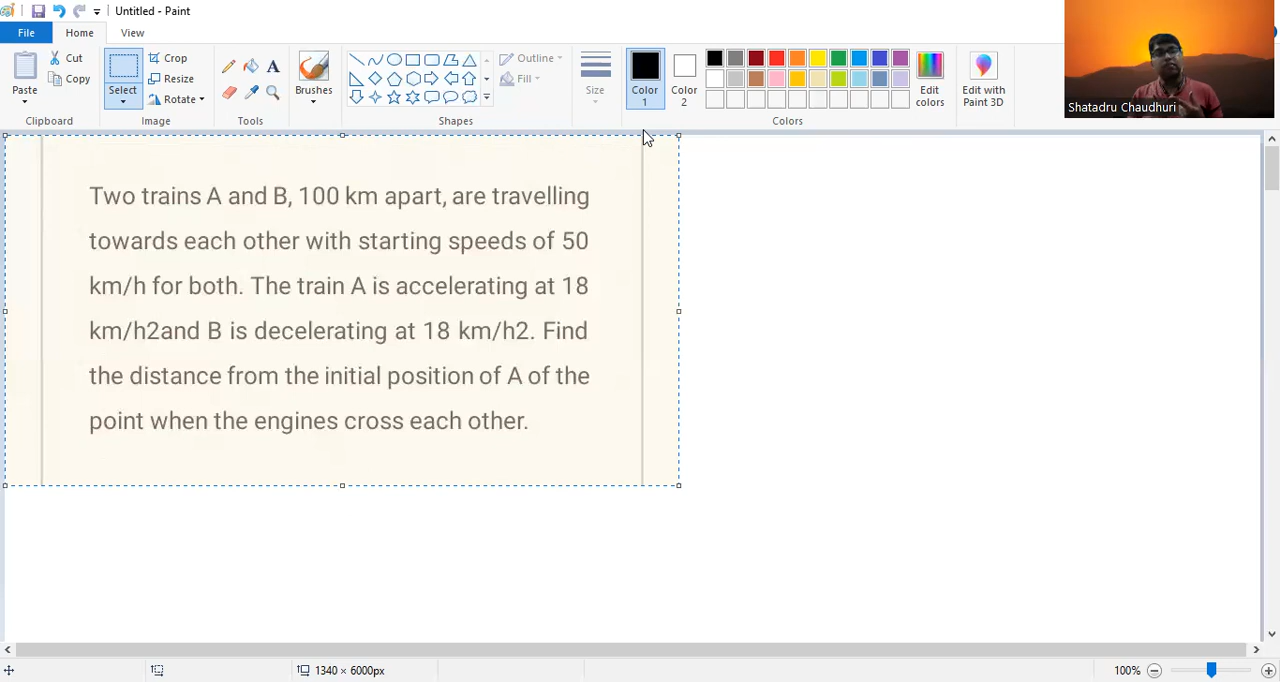 Untitled - Paint
File
Home
View
Paste
Cut
Copy
Clipboard
Select
Crop
Resize
Rotate
Image
A
Tools
Brushes
Outline
Fill
Shapes
Size
Color 1
Color 2
Edit colors
Colors
Edit with Paint 3D
Shatadru Chaudhuri
Two trains A and B, 100 km apart, are travelling
towards each other with starting speeds of 50
km/h for both. The train A is accelerating at 18
km/h2and B is decelerating at 18 km/h2. Find
the distance from the initial position of A of the
point when the engines cross each other.
1340 × 6000px
100%